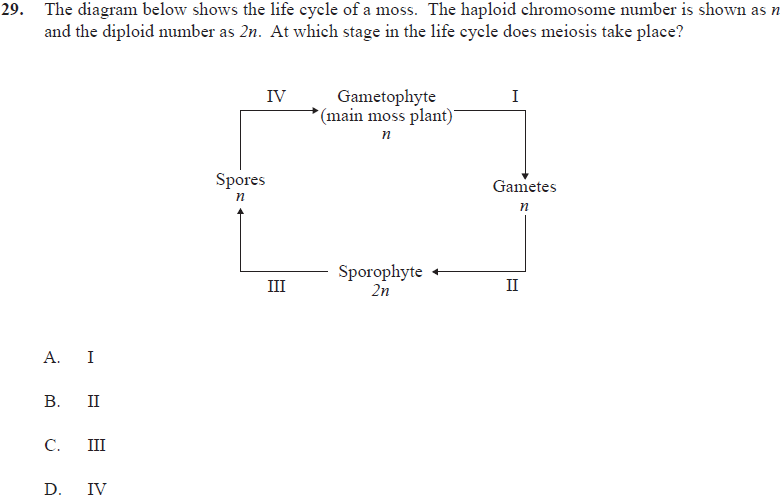 29. The diagram below shows the life cycle of a moss. The haploid chromosome number is shown as n
and the diploid number as 2n. At which stage in the life cycle does meiosis take place?
IV Gametophyte I
(main moss plant)
n
Spores Gametes
n n
Sporophyte
III 2n II
A. I
B. II
C. III
D. IV